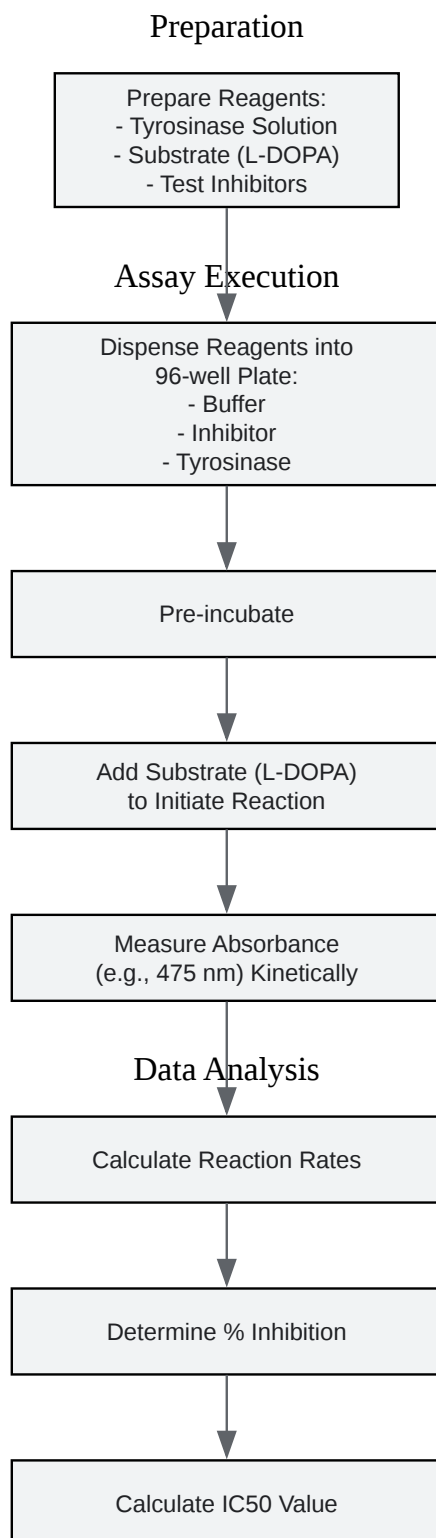 Preparation
Prepare Reagents:
- Tyrosinase Solution
- Substrate (L-DOPA)
- Test Inhibitors
Assay Execution
Dispense Reagents into
96-well Plate:
- Buffer
- Inhibitor
- Tyrosinase
Pre-incubate
Add Substrate (L-DOPA)
to Initiate Reaction
Measure Absorbance
(e.g., 475 nm) Kinetically
Data Analysis
Calculate Reaction Rates
Determine % Inhibition
Calculate IC50 Value